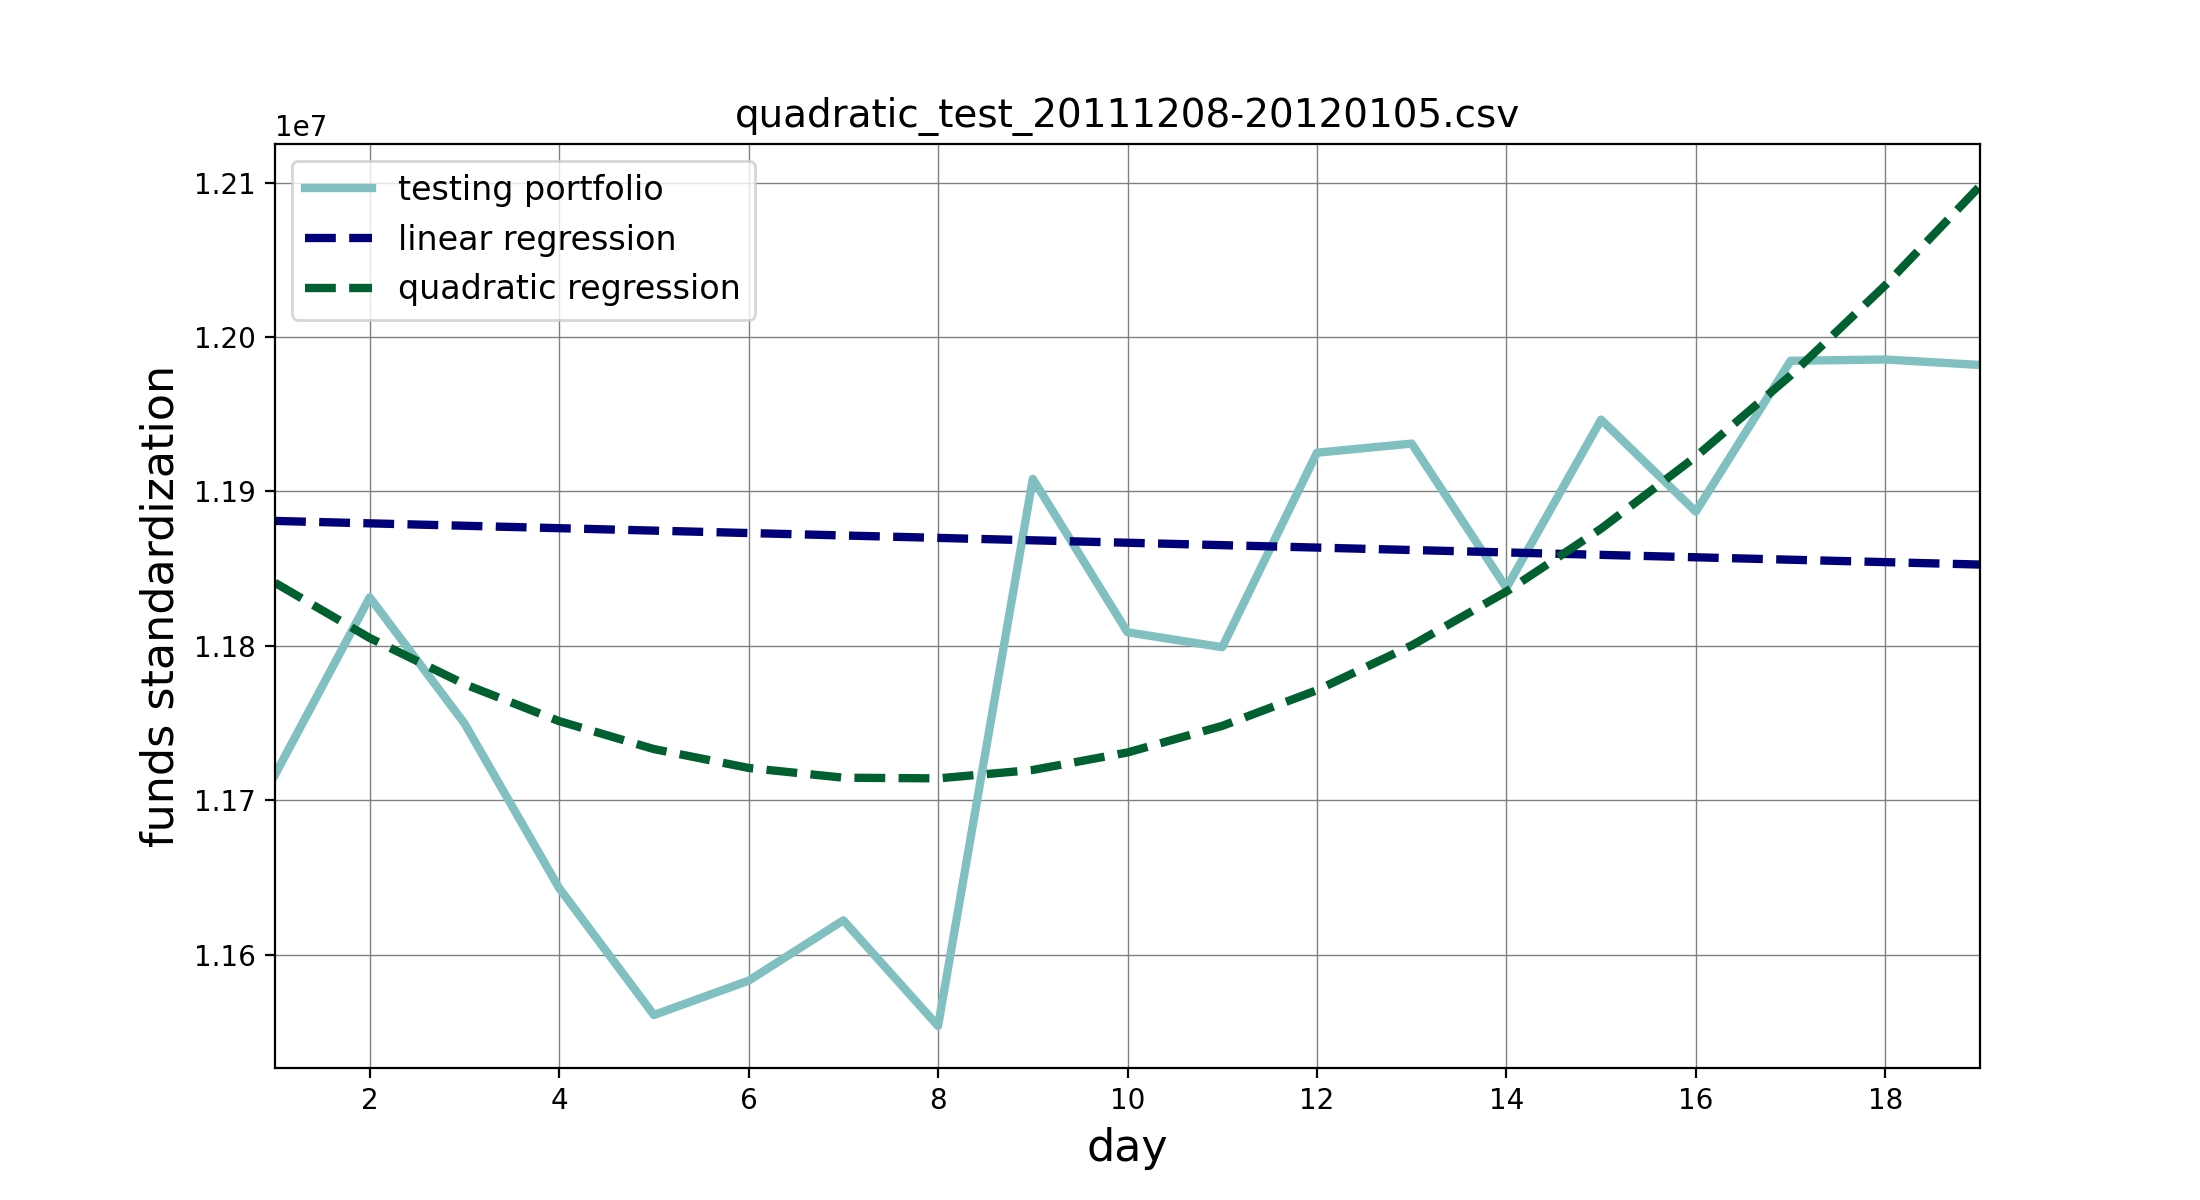 quadratic_test_20111208-20120105.csv
1e7
testing portfolio
linear regression
quadratic regression
1.21
1.20
1.19
1.18
1.17
1.16
funds standardization
2 4 6 8 10 12 14 16 18
day